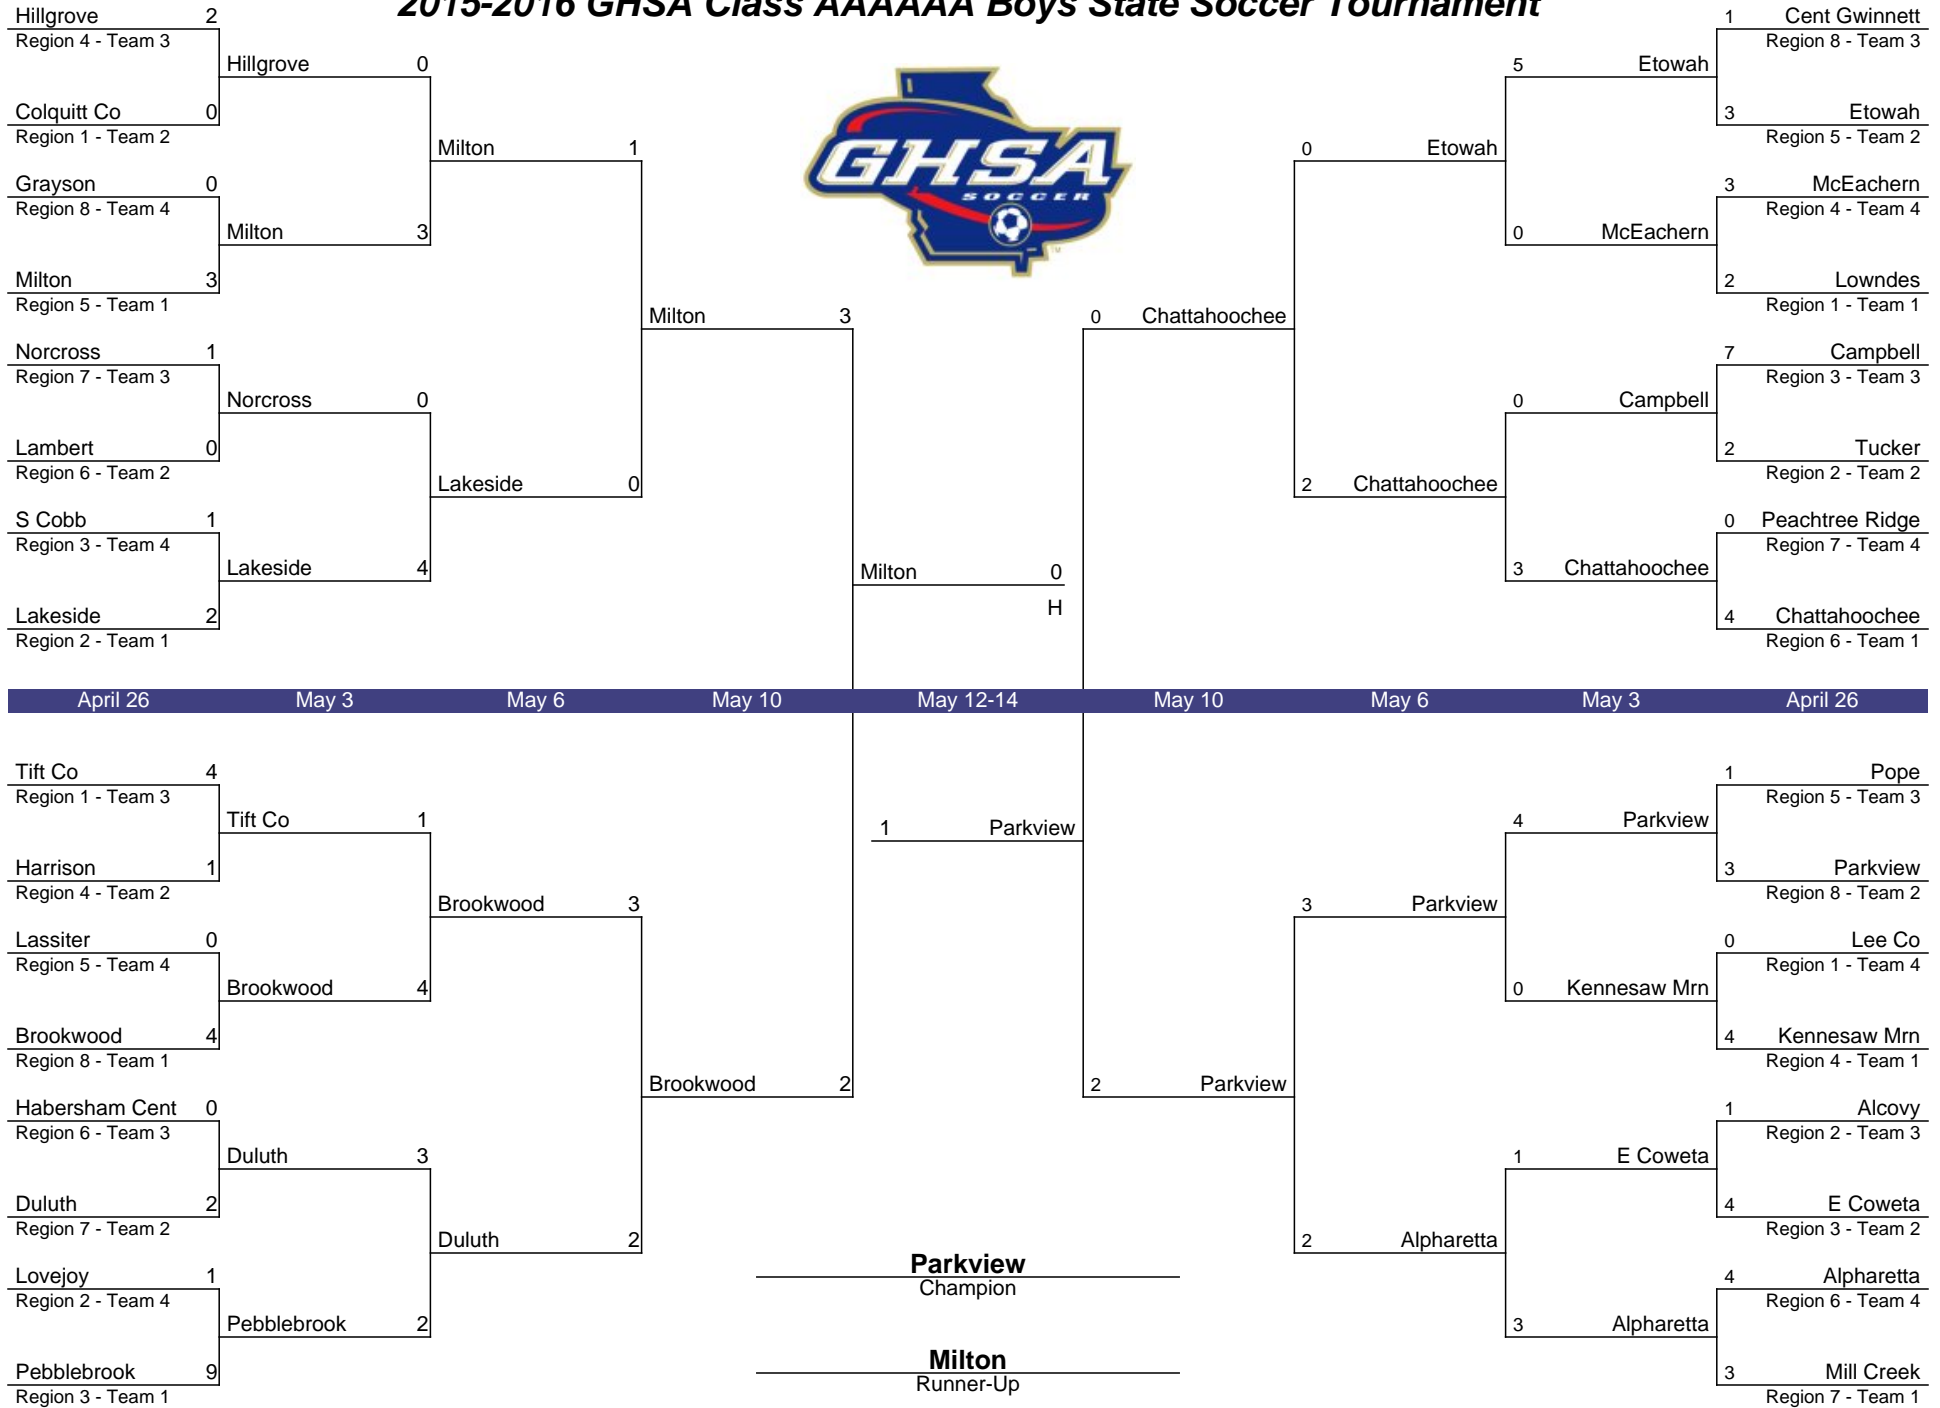 2015-2016 GHSA Class AAAAAA Boys State Soccer Tournament
Hillgrove 2
Region 4 - Team 3
Hillgrove 0
Colquitt Co 0
Region 1 - Team 2
Milton 1
Grayson 0
Region 8 - Team 4
Milton 3
Milton 3
Region 5 - Team 1
Milton 3
Norcross 1
Region 7 - Team 3
Norcross 0
Lambert 0
Region 6 - Team 2
Lakeside 0
S Cobb 1
Region 3 - Team 4
Lakeside 4
Lakeside 2
Region 2 - Team 1
Milton 0
H
GHSA
SOCCER
TM
1 Cent Gwinnett
Region 8 - Team 3
5 Etowah
3 Etowah
Region 5 - Team 2
0 Etowah
3 McEachern
Region 4 - Team 4
0 McEachern
2 Lowndes
Region 1 - Team 1
0 Chattahoochee
7 Campbell
Region 3 - Team 3
0 Campbell
2 Tucker
Region 2 - Team 2
2 Chattahoochee
0 Peachtree Ridge
Region 7 - Team 4
3 Chattahoochee
4 Chattahoochee
Region 6 - Team 1
April 26 May 3 May 6 May 10 May 12-14 May 10 May 6 May 3 April 26
Tift Co 4
Region 1 - Team 3
Tift Co 1
Harrison 1
Region 4 - Team 2
Brookwood 3
Lassiter 0
Region 5 - Team 4
Brookwood 4
Brookwood 4
Region 8 - Team 1
Brookwood 2
Habersham Cent 0
Region 6 - Team 3
Duluth 3
Duluth 2
Region 7 - Team 2
Duluth 2
Lovejoy 1
Region 2 - Team 4
Pebblebrook 2
Pebblebrook 9
Region 3 - Team 1
1 Parkview
1 Pope
Region 5 - Team 3
4 Parkview
3 Parkview
Region 8 - Team 2
3 Parkview
0 Lee Co
Region 1 - Team 4
0 Kennesaw Mrn
4 Kennesaw Mrn
Region 4 - Team 1
2 Parkview
1 Alcovy
Region 2 - Team 3
1 E Coweta
4 E Coweta
Region 3 - Team 2
2 Alpharetta
4 Alpharetta
Region 6 - Team 4
3 Alpharetta
3 Mill Creek
Region 7 - Team 1
Parkview
Champion
Milton
Runner-Up